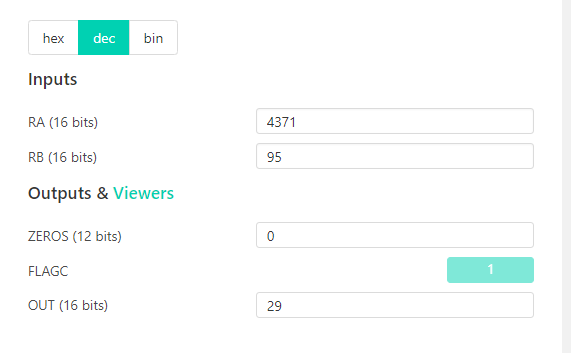 hex dec bin
Inputs
RA (16 bits) 4371
RB (16 bits) 95
Outputs & Viewers
ZEROS (12 bits) 0
FLAGC 1
OUT (16 bits) 29